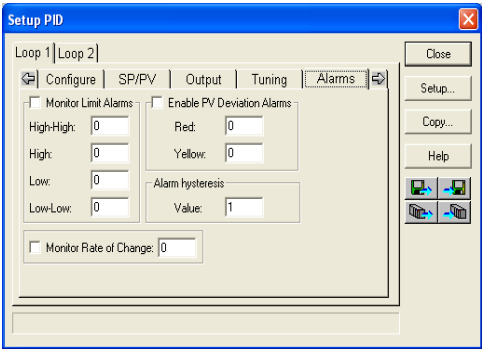 Setup PID
Loop 1 Loop 2
Close
Configure SP/PV Output Tuning Alarms
Setup...
Monitor Limit Alarms Enable PV Deviation Alarms
High-High: 0 Red: 0
Copy...
High: 0 Yellow: 0
Help
Low: 0 Alarm hysteresis
Low-Low: 0 Value: 1
Monitor Rate of Change: 0